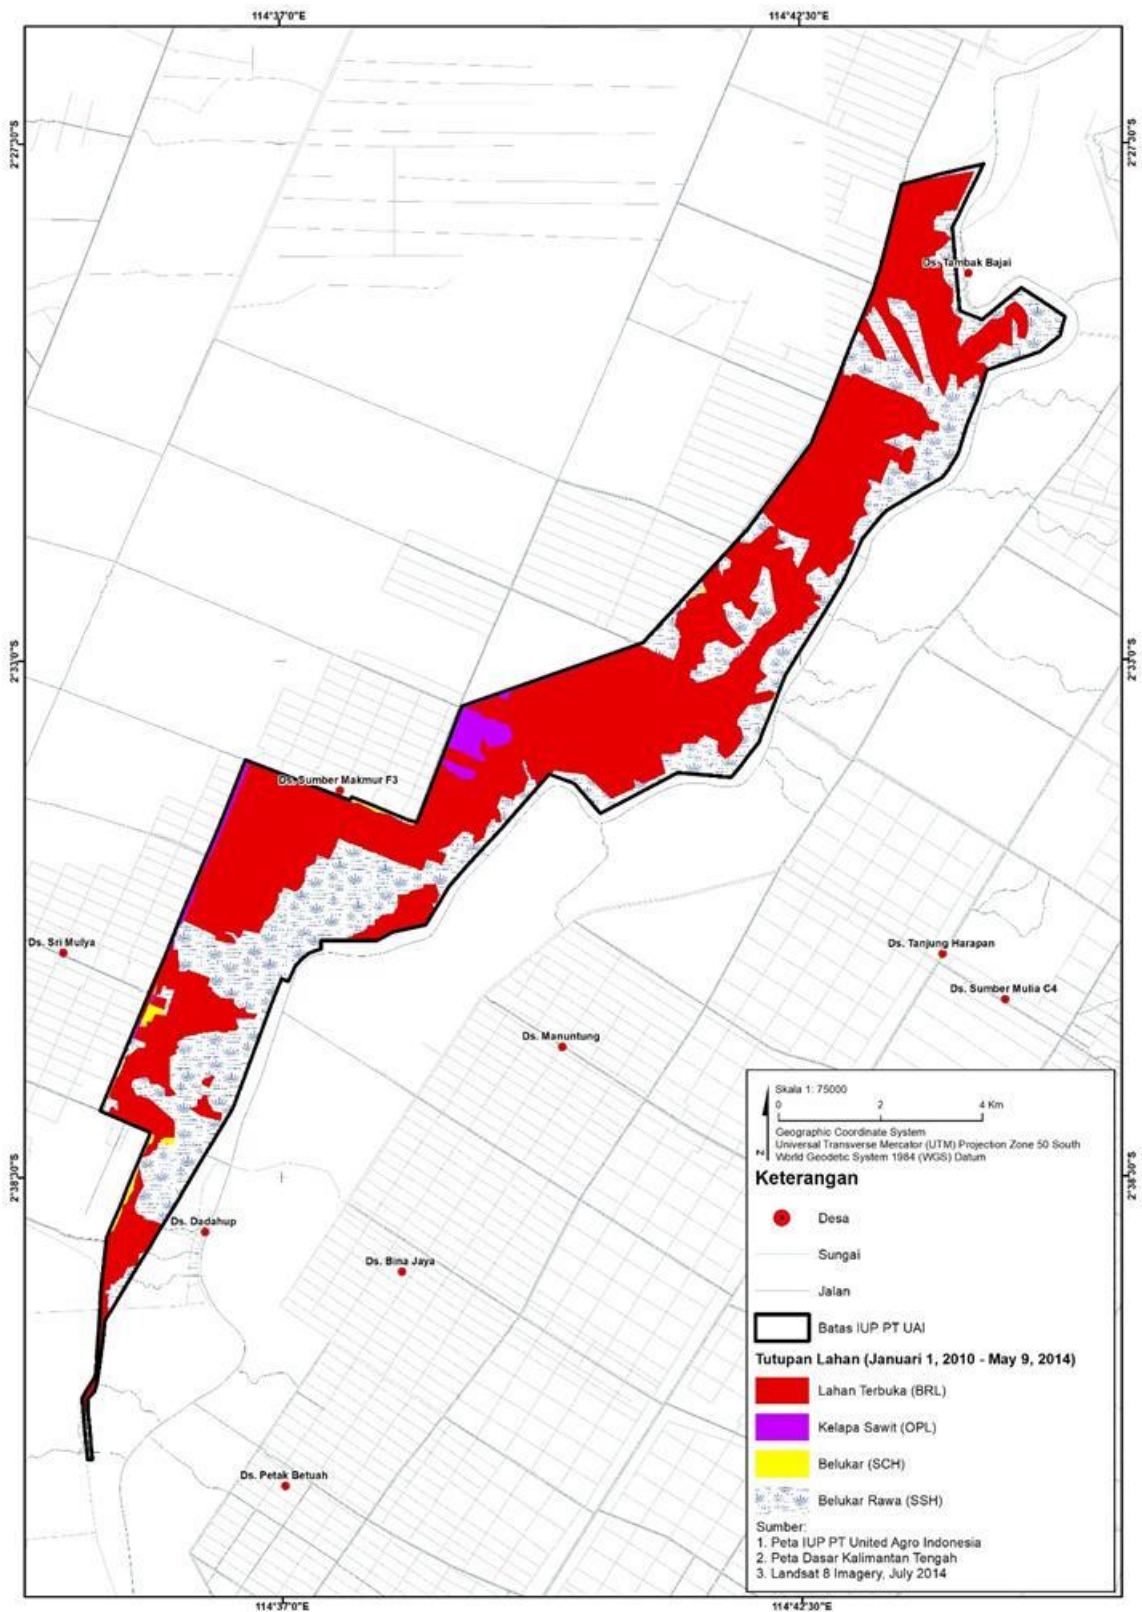 114°37'0"E
114°42'30"E
2°27'30"S
2°27'30"S
Ds. Tambak Bajai
2°33'0"S
2°33'0"S
Ds. Sumber Makmur F3
Ds. Sri Mulya
Ds. Tanjung Harapan
Ds. Sumber Mulia C4
Ds. Manuntung
2°38'30"S
2°38'30"S
Ds. Dadahup
Ds. Bina Jaya
Ds. Petak Betuah
Skala 1: 75000
0 2 4 Km
Z
Geographic Coordinate System
Universal Transverse Mercator (UTM) Projection Zone 50 South
World Geodetic System 1984 (WGS) Datum
Keterangan
Desa
Sungai
Jalan
Batas IUP PT UAI
Tutupan Lahan (Januari 1, 2010 - May 9, 2014)
Lahan Terbuka (BRL)
Kelapa Sawit (OPL)
Belukar (SCH)
Belukar Rawa (SSH)
Sumber:
1. Peta IUP PT United Agro Indonesia
2. Peta Dasar Kalimantan Tengah
3. Landsat 8 Imagery, July 2014
114°37'0"E
114°42'30"E